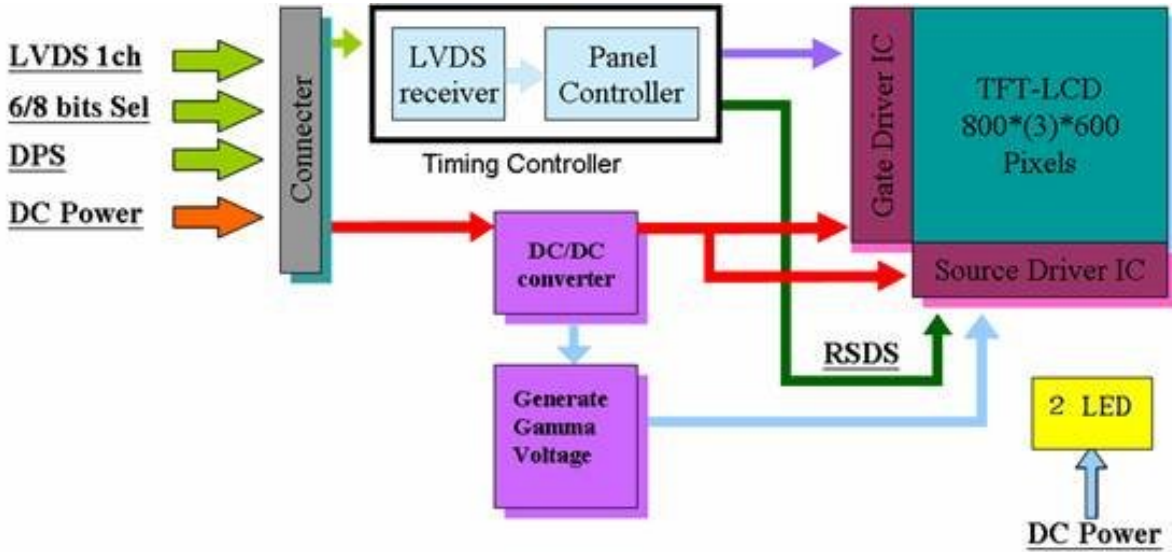 LVDS 1ch
6/8 bits Sel
DPS
DC Power
Connecter
LVDS
receiver
Panel
Controller
Timing Controller
Gate Driver IC
TFT-LCD
800*(3)*600
Pixels
Source Driver IC
DC/DC
converter
RSDS
Generate
Gamma
Voltage
2 LED
DC Power